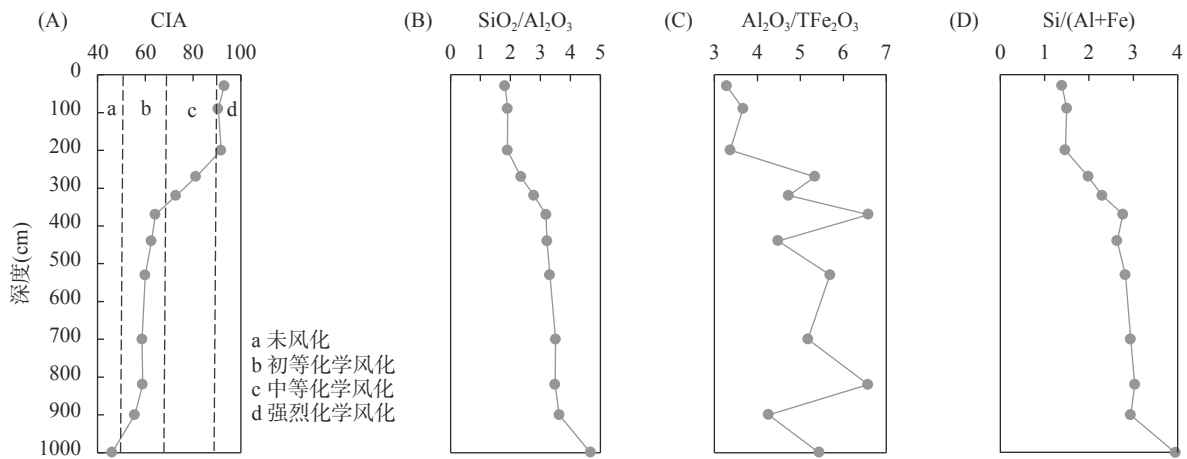 (A) CIA
40 60 80 100
(B) SiO₂/Al₂O₃
0 1 2 3 4 5
(C) Al₂O₃/TFe₂O₃
3 4 5 6 7
(D) Si/(Al+Fe)
0 1 2 3 4
0
100
200
300
400
500
600
700
800
900
1000
深度(cm)
a b c d
a 未风化
b 初等化学风化
c 中等化学风化
d 强烈化学风化